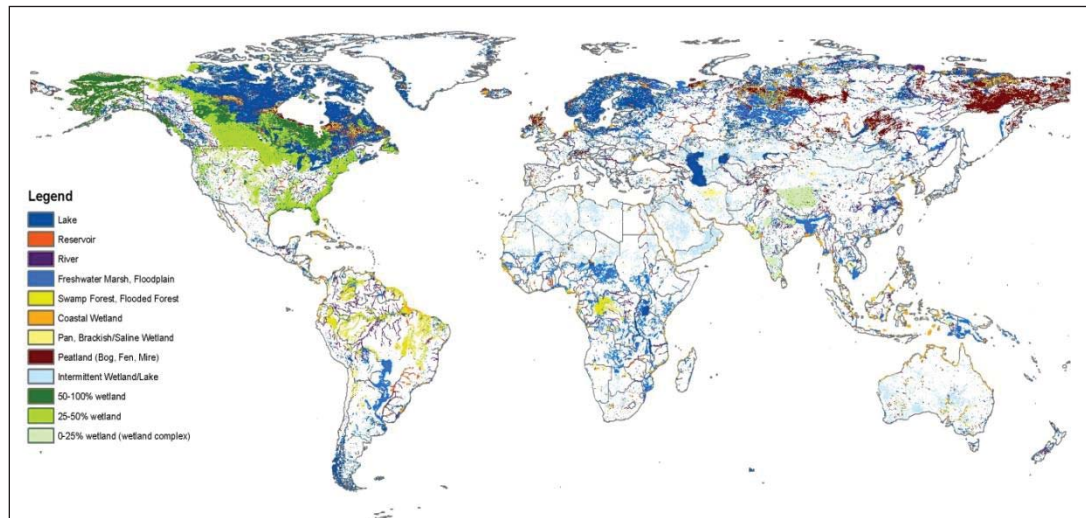 Legend
Lake
Reservoir
River
Freshwater Marsh, Floodplain
Swamp Forest, Flooded Forest
Coastal Wetland
Pan, Brackish/Saline Wetland
Peatland (Bog, Fen, Mire)
Intermittent Wetland/Lake
50-100% wetland
25-50% wetland
0-25% wetland (wetland complex)